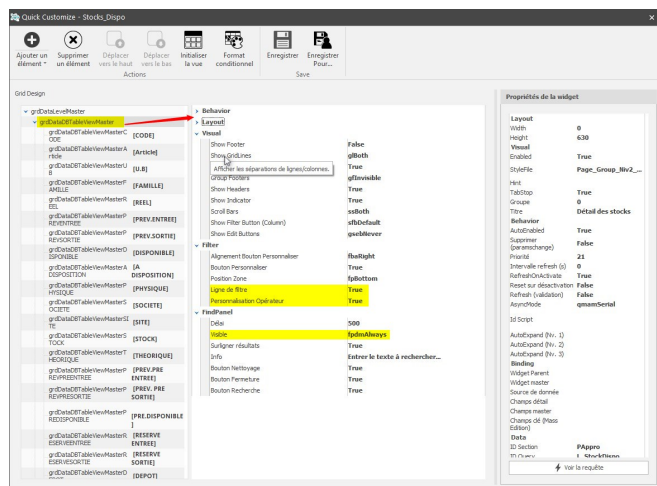 Quick Customize - Stocks_Dispo
Ajouter un élément
Supprimer un élément
Déplacer vers le haut
Déplacer vers le bas
Initialiser la vue
Format conditionnel
Enregistrer
Enregistrer Pour...
Actions
Save
Grid Design
grdDataLevelMaster
grdDataDBTableViewMaster
grdDataDBTableViewMasterCODE [CODE]
grdDataDBTableViewMasterArticle [Article]
grdDataDBTableViewMasterUB [U.B]
grdDataDBTableViewMasterFAMILLE [FAMILLE]
grdDataDBTableViewMasterREEL [REEL]
grdDataDBTableViewMasterPREVENTREE [PREV.ENTREE]
grdDataDBTableViewMasterPREVSORTIE [PREV.SORTIE]
grdDataDBTableViewMasterDISPONIBLE [DISPONIBLE]
grdDataDBTableViewMasterADISPOSITION [A DISPOSITION]
grdDataDBTableViewMasterPHYSIQUE [PHYSIQUE]
grdDataDBTableViewMasterSOCIETE [SOCIETE]
grdDataDBTableViewMasterSITE [SITE]
grdDataDBTableViewMasterSTOCK [STOCK]
grdDataDBTableViewMasterTHEORIQUE [THEORIQUE]
grdDataDBTableViewMasterPREVPREENTREE [PREV.PRE ENTREE]
grdDataDBTableViewMasterPREVPRESORTIE [PREV. PRE SORTIE]
grdDataDBTableViewMasterPREDISPONIBLE [PRE.DISPONIBLE]
grdDataDBTableViewMasterRESERVEENTREE [RESERVE ENTREE]
grdDataDBTableViewMasterRESERVESORTIE [RESERVE SORTIE]
grdDataDBTableViewMasterD [DEPOT]
Behavior
Layout
Visual
Show Footer False
Show GridLines glBoth
True
Afficher les séparations de lignes/colonnes.
Group Footers gfInvisible
Show Headers True
Show Indicator True
Scroll Bars ssBoth
Show Filter Button (Column) sfbDefault
Show Edit Buttons gsebNever
Filter
Alignement Bouton Personnaliser fbaRight
Bouton Personnaliser True
Position Zone fpBottom
Ligne de filtre True
Personnalisation Opérateur True
FindPanel
Délai 500
Visible fpdmAlways
Surligner résultats True
Info Entrer le texte à rechercher...
Bouton Nettoyage True
Bouton Fermeture True
Bouton Recherche True
Propriétés de la widget
Layout
Width 0
Height 630
Visual
Enabled True
StyleFile Page_Group_Niv2_...
Hint
TabStop True
Groupe 0
Titre Détail des stocks
Behavior
AutoEnabled True
Supprimer (paramschange) False
Priorité 21
Intervalle refresh (s) 0
RefreshOnActivate True
Reset sur désactivation False
Refresh (validation) False
AsyncMode qmamSerial
Id Script
AutoExpand (Nv. 1)
AutoExpand (Nv. 2)
AutoExpand (Nv. 3)
Binding
Widget Parent
Widget master
Source de donnée
Champs détail
Champs master
Champs clé (Mass Edition)
Data
ID Section PAppro
ID Query L_StockDispo
Voir la requête